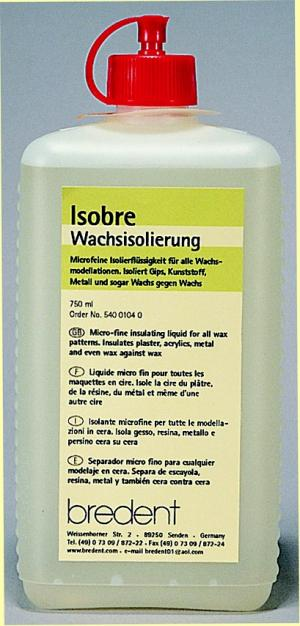 Isobre
Wachsisolierung
Microfeine Isolierflüssigkeit für alle Wachs-
modellationen. Isoliert Gips, Kunststoff,
Metall und sogar Wachs gegen Wachs
750 ml
Order No. 540 0104 0
GB Micro-fine insulating liquid for all wax
patterns. Insulates plaster, acrylics, metal
and even wax against wax
F Liquide micro fin pour toutes les
maquettes en cire. Isole la cire du plâtre,
de la résine, du métal et même d'une
autre cire
I Isolante microfine per tutte le modella-
zioni in cera. Isola gesso, resina, metallo e
persino cera su cera
E Separador micro fino para cualquier
modelaje en cera. Separa de escayola,
resina, metal y también cera contra cera
bredent
Weissenhorner Str. 2 · 89250 Senden · Germany
Tel. (49) 0 73 09 / 872-22 · Fax (49) 0 73 09 / 872-24
www.bredent.com · e-mail bredent01@aol.com